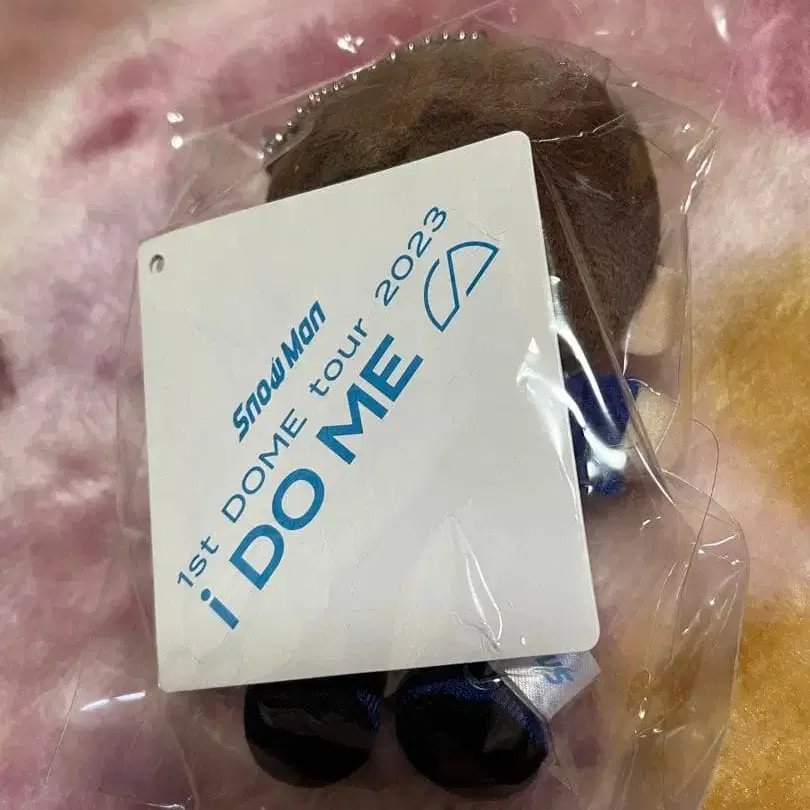 Snow Man
1st DOME tour 2023
i DO ME